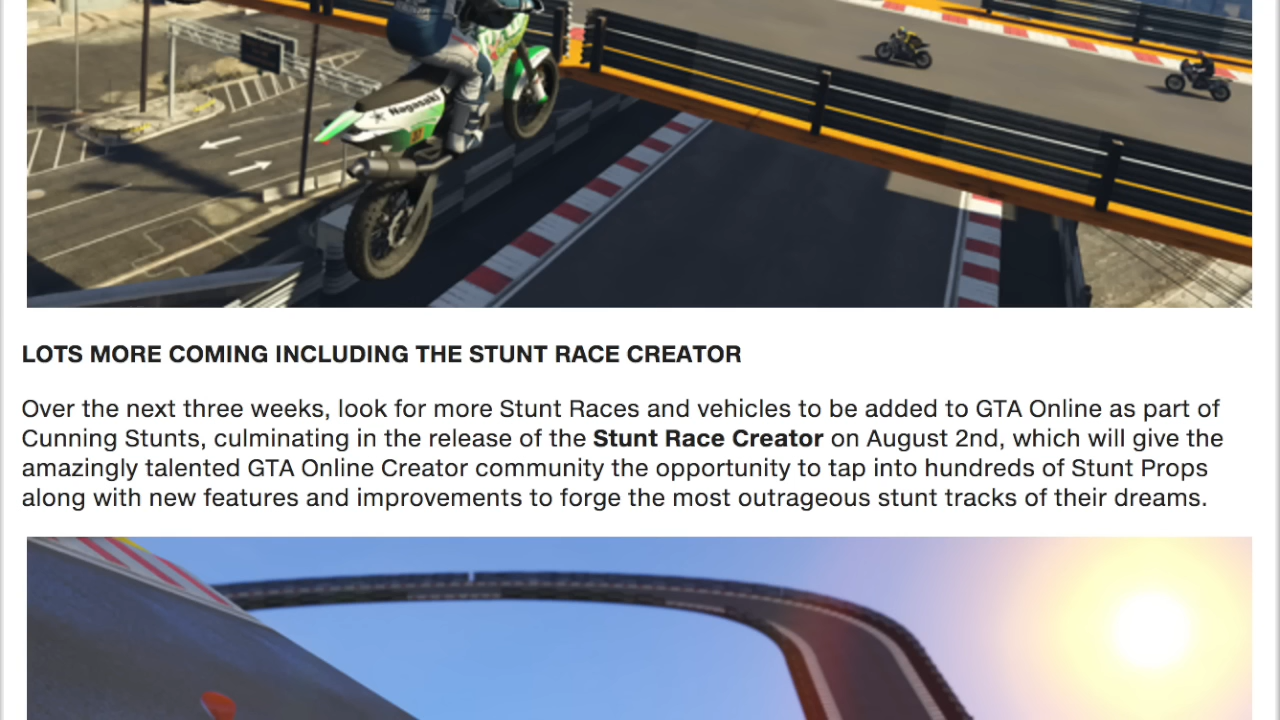 Nagasaki
LOTS MORE COMING INCLUDING THE STUNT RACE CREATOR
Over the next three weeks, look for more Stunt Races and vehicles to be added to GTA Online as part of
Cunning Stunts, culminating in the release of the Stunt Race Creator on August 2nd, which will give the
amazingly talented GTA Online Creator community the opportunity to tap into hundreds of Stunt Props
along with new features and improvements to forge the most outrageous stunt tracks of their dreams.